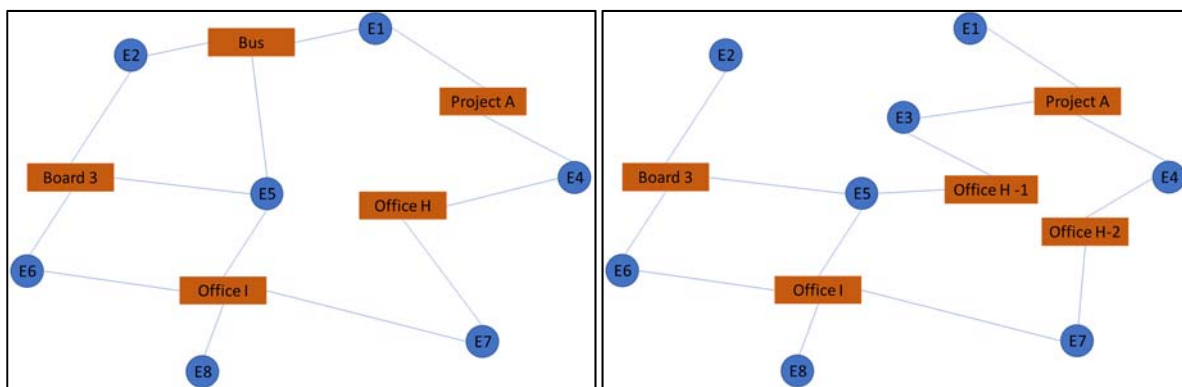 E2
Bus
E1
Project A
Board 3
E5
E4
Office H
E6
Office I
E7
E8
E1
E2
Project A
E3
Board 3
E5
Office H -1
E4
Office H-2
E6
Office I
E7
E8